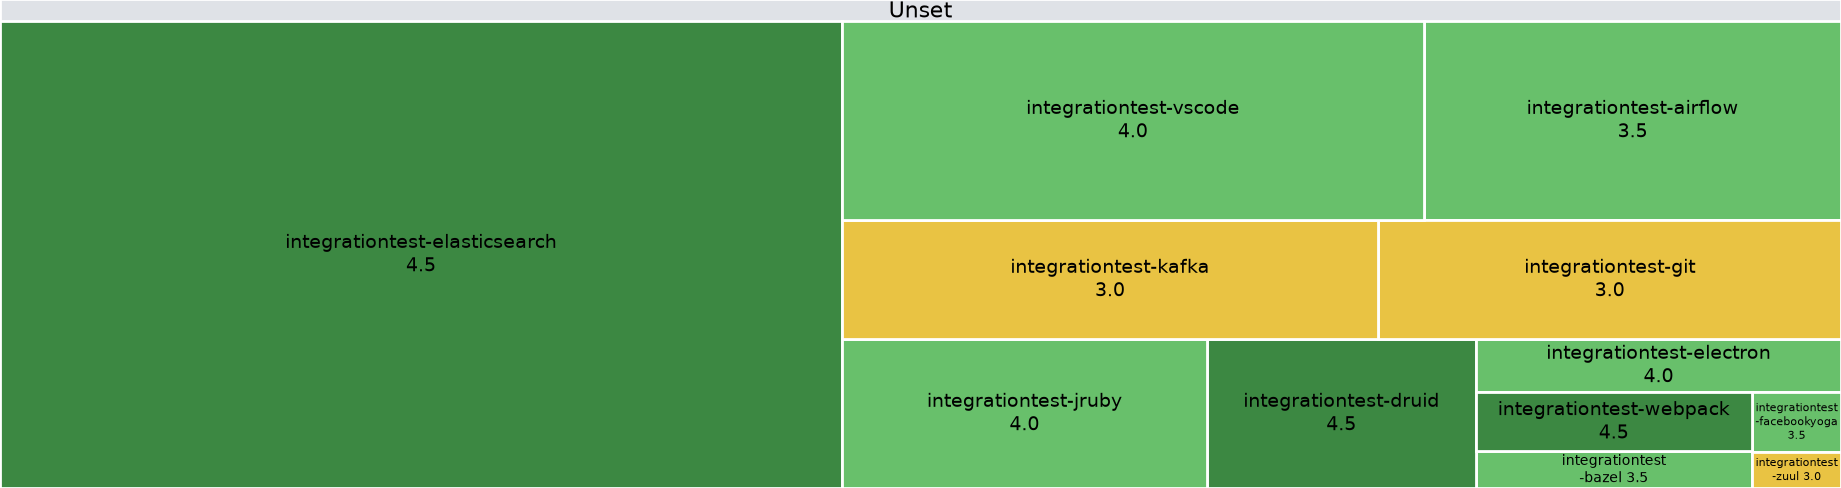 Unset
integrationtest-elasticsearch
4.5
integrationtest-vscode
4.0
integrationtest-airflow
3.5
integrationtest-kafka
3.0
integrationtest-git
3.0
integrationtest-jruby
4.0
integrationtest-druid
4.5
integrationtest-electron
4.0
integrationtest-webpack
4.5
integrationtest
-facebookyoga
3.5
integrationtest
-bazel 3.5
integrationtest
-zuul 3.0